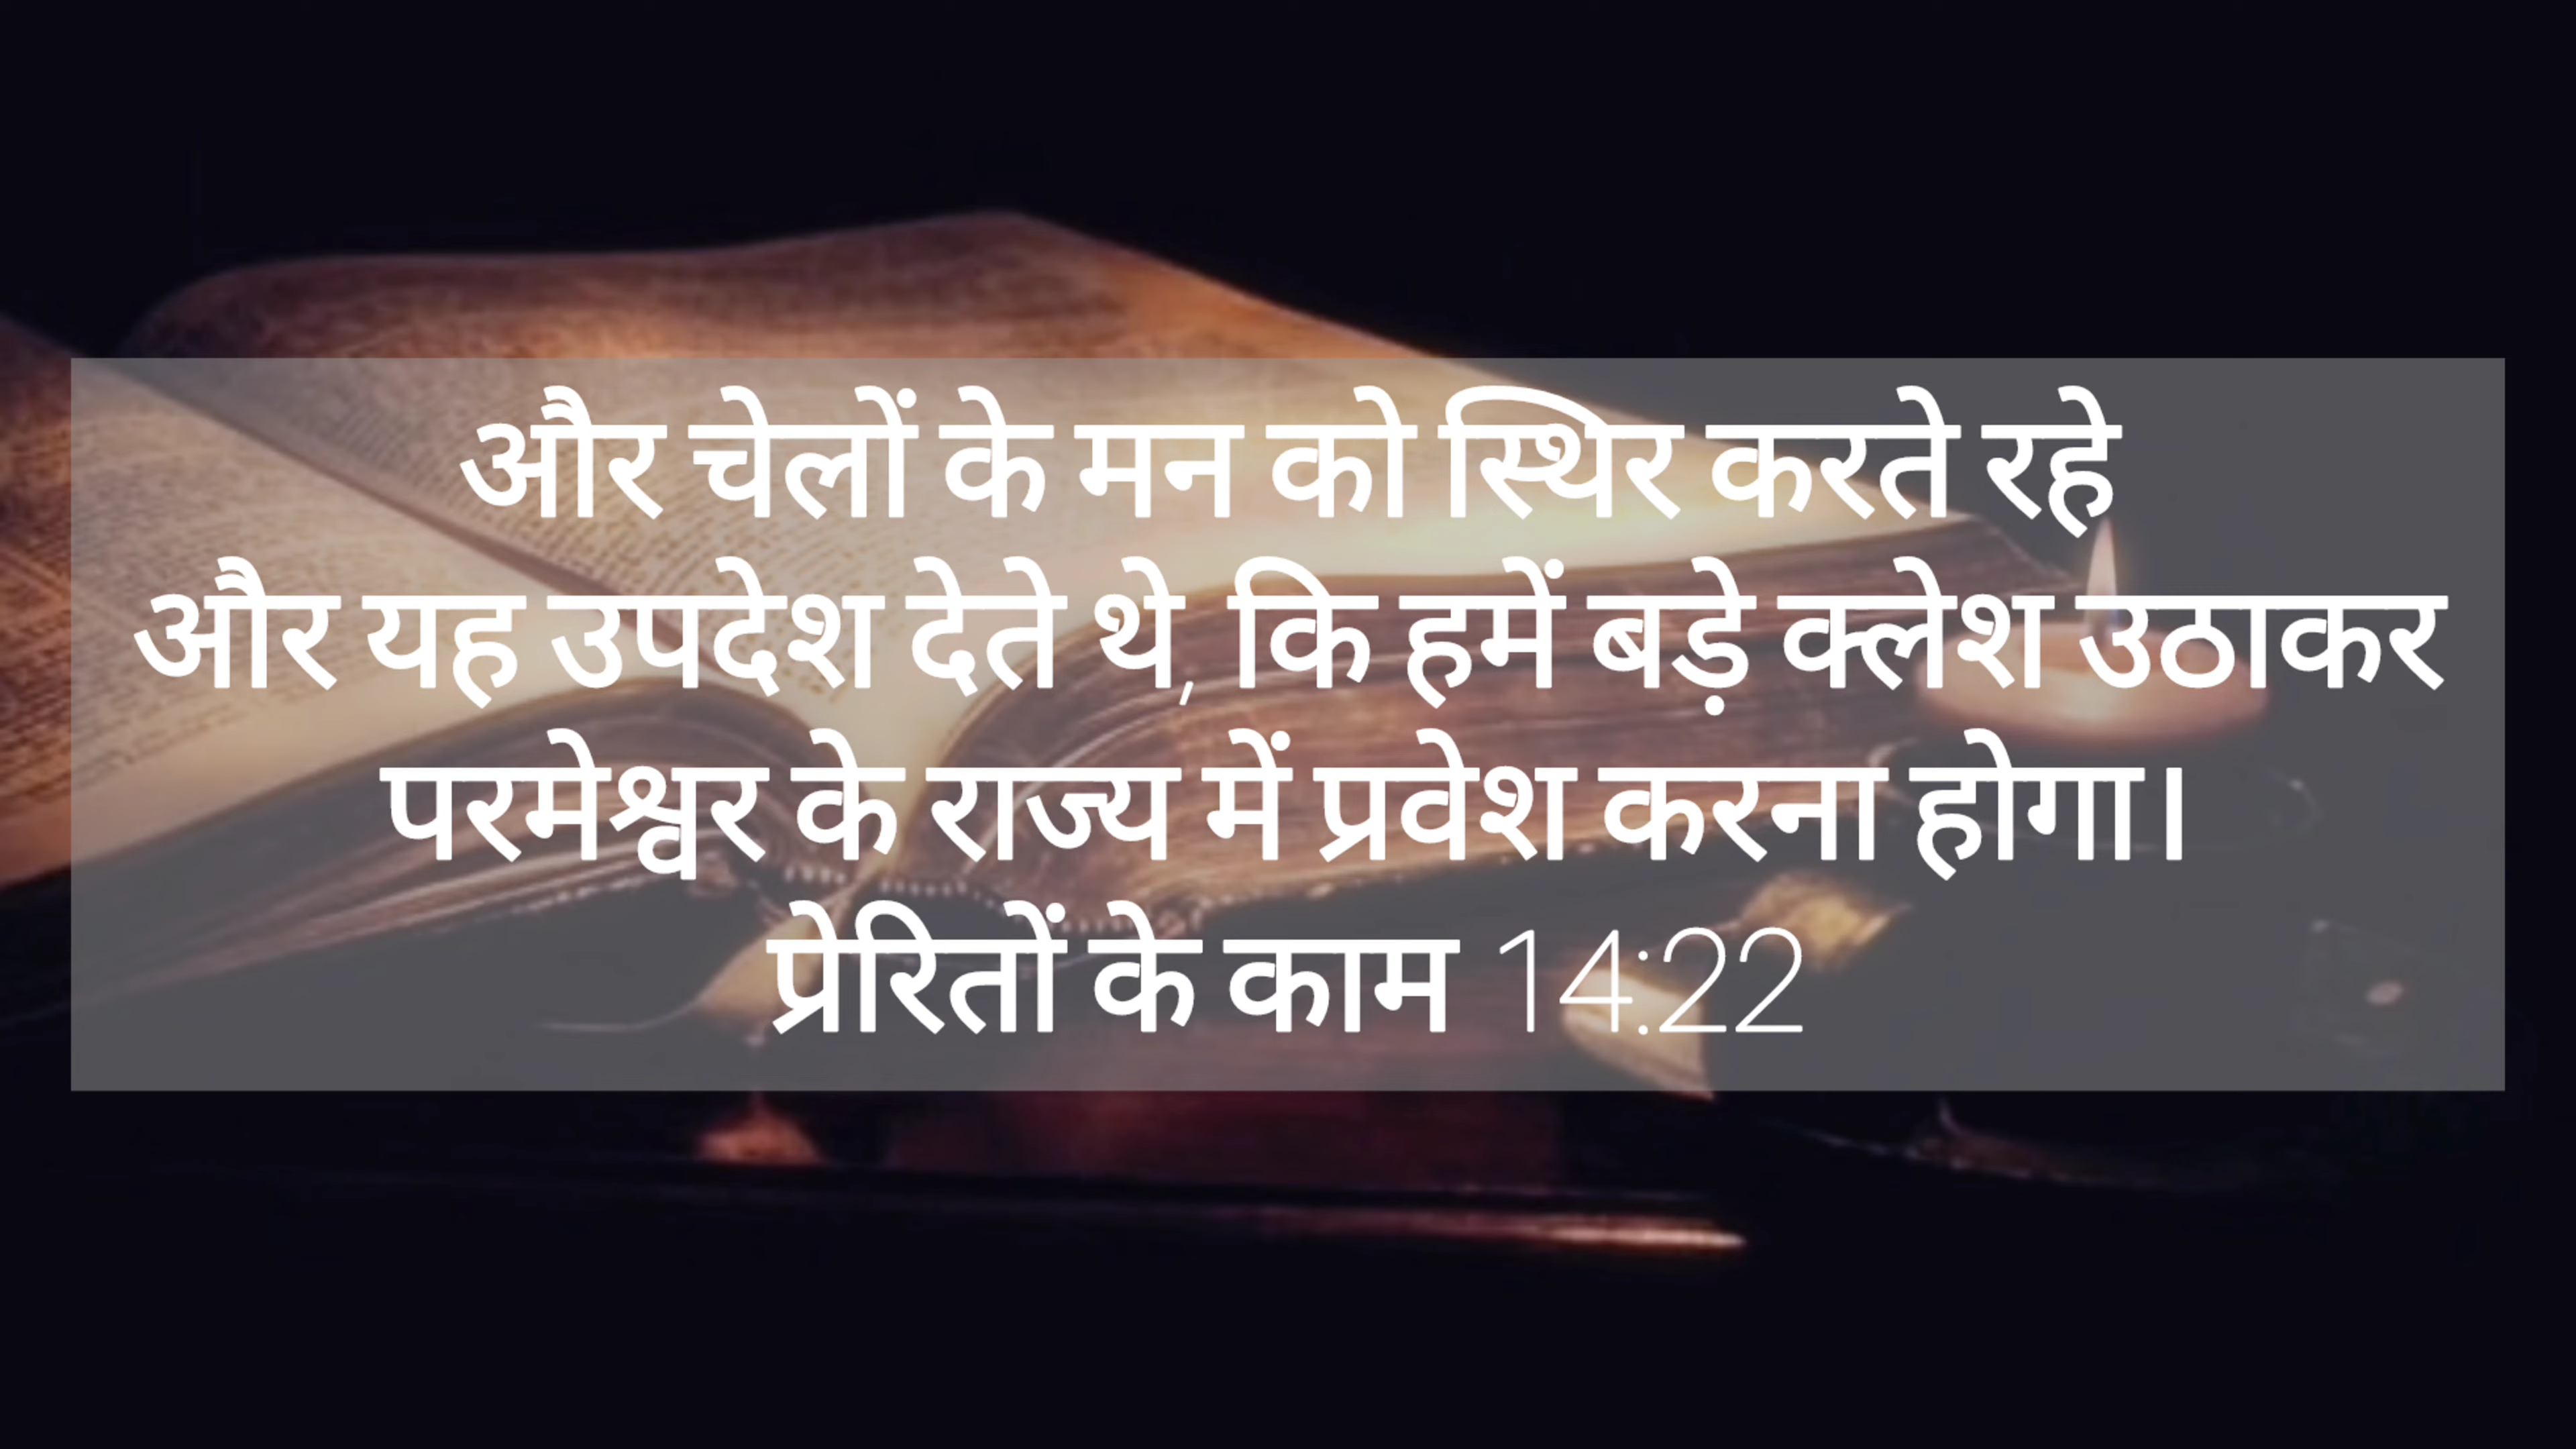 और चेलों के मन को स्थिर करते रहे
और यह उपदेश देते थे, कि हमें बड़े क्लेश उठाकर
परमेश्वर के राज्य में प्रवेश करना होगा।
प्रेरितों के काम 14:22